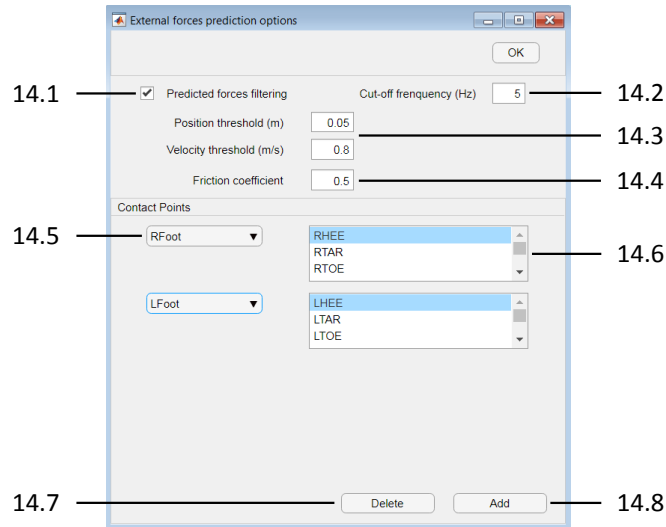 External forces prediction options
OK
14.1 Predicted forces filtering Cut-off frenquency (Hz) 5 14.2
Position threshold (m) 0.05
14.3
Velocity threshold (m/s) 0.8
Friction coefficient 0.5 14.4
Contact Points
14.5 RFoot RHEE
RTAR 14.6
RTOE
LFoot LHEE
LTAR
LTOE
14.7 Delete Add 14.8